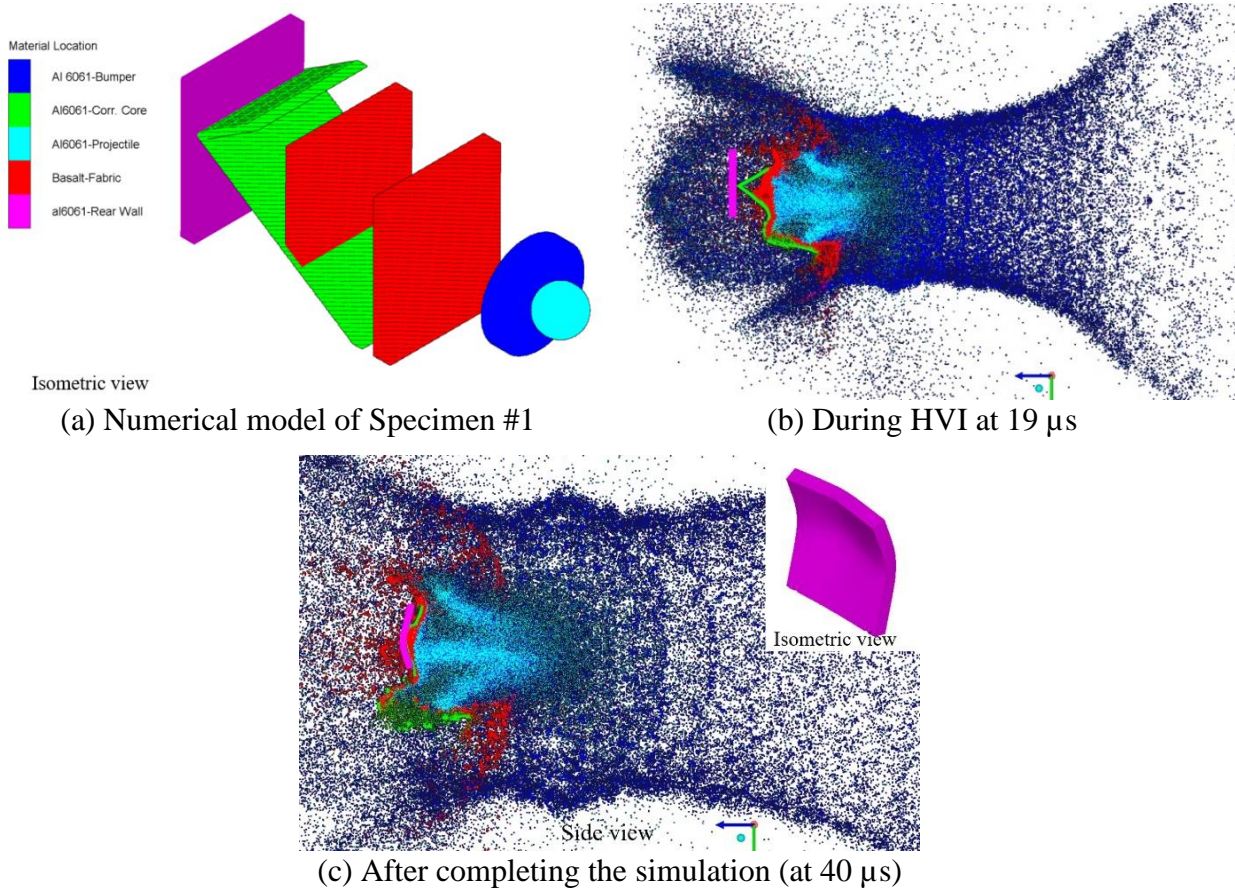 Material Location
Al 6061-Bumper
Al6061-Corr. Core
Al6061-Projectile
Basalt-Fabric
al6061-Rear Wall
Isometric view
(a) Numerical model of Specimen #1
(b) During HVI at 19 µs
Isometric view
Side view
(c) After completing the simulation (at 40 µs)